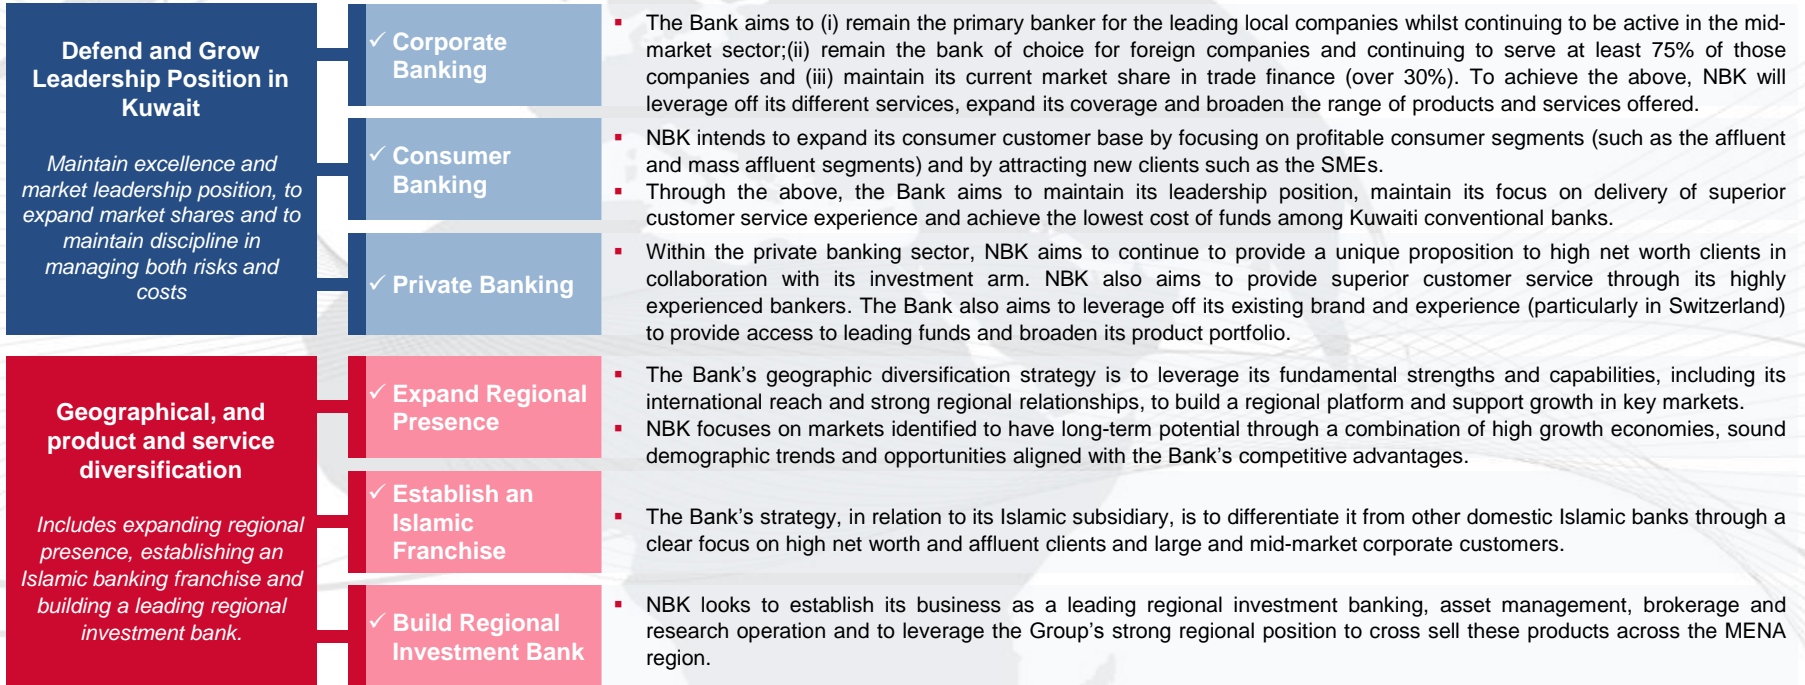 Defend and Grow
Leadership Position in
Kuwait
Maintain excellence and
market leadership position, to
expand market shares and to
maintain discipline in
managing both risks and
costs
✓ Corporate
Banking
▪ The Bank aims to (i) remain the primary banker for the leading local companies whilst continuing to be active in the mid-
market sector;(ii) remain the bank of choice for foreign companies and continuing to serve at least 75% of those
companies and (iii) maintain its current market share in trade finance (over 30%). To achieve the above, NBK will
leverage off its different services, expand its coverage and broaden the range of products and services offered.
✓ Consumer
Banking
▪ NBK intends to expand its consumer customer base by focusing on profitable consumer segments (such as the affluent
and mass affluent segments) and by attracting new clients such as the SMEs.
▪ Through the above, the Bank aims to maintain its leadership position, maintain its focus on delivery of superior
customer service experience and achieve the lowest cost of funds among Kuwaiti conventional banks.
✓ Private Banking
▪ Within the private banking sector, NBK aims to continue to provide a unique proposition to high net worth clients in
collaboration with its investment arm. NBK also aims to provide superior customer service through its highly
experienced bankers. The Bank also aims to leverage off its existing brand and experience (particularly in Switzerland)
to provide access to leading funds and broaden its product portfolio.
Geographical, and
product and service
diversification
Includes expanding regional
presence, establishing an
Islamic banking franchise and
building a leading regional
investment bank.
✓ Expand Regional
Presence
▪ The Bank's geographic diversification strategy is to leverage its fundamental strengths and capabilities, including its
international reach and strong regional relationships, to build a regional platform and support growth in key markets.
▪ NBK focuses on markets identified to have long-term potential through a combination of high growth economies, sound
demographic trends and opportunities aligned with the Bank's competitive advantages.
✓ Establish an
Islamic
Franchise
▪ The Bank's strategy, in relation to its Islamic subsidiary, is to differentiate it from other domestic Islamic banks through a
clear focus on high net worth and affluent clients and large and mid-market corporate customers.
✓ Build Regional
Investment Bank
▪ NBK looks to establish its business as a leading regional investment banking, asset management, brokerage and
research operation and to leverage the Group's strong regional position to cross sell these products across the MENA
region.